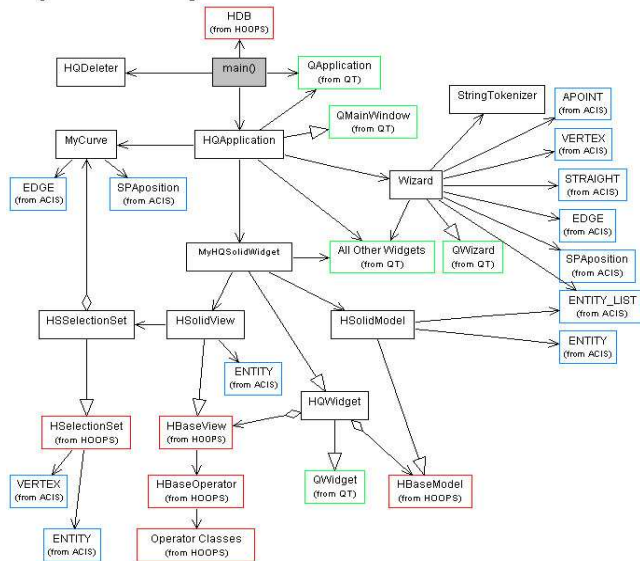 HDB
(from HOOPS)
HQDeleter
main()
QApplication
(from QT)
QMainWindow
(from QT)
StringTokenizer
APOINT
(from ACIS)
MyCurve
HQApplication
VERTEX
(from ACIS)
Wizard
STRAIGHT
(from ACIS)
EDGE
(from ACIS)
SPAposition
(from ACIS)
EDGE
(from ACIS)
MyHQSolidWidget
All Other Widgets
(from QT)
QWizard
(from QT)
SPAposition
(from ACIS)
HSSelectionSet
HSolidView
HSolidModel
ENTITY_LIST
(from ACIS)
ENTITY
(from ACIS)
ENTITY
(from ACIS)
HQWidget
HSelectionSet
(from HOOPS)
HBaseView
(from HOOPS)
VERTEX
(from ACIS)
HBaseOperator
(from HOOPS)
QWidget
(from QT)
HBaseModel
(from HOOPS)
ENTITY
(from ACIS)
Operator Classes
(from HOOPS)